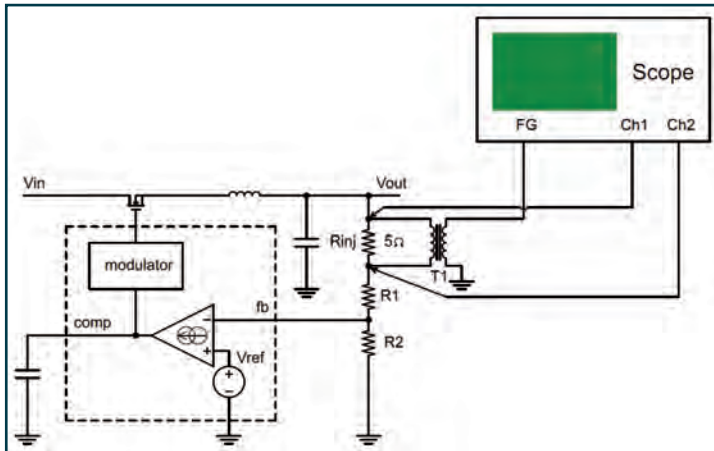 Scope
FG Ch1 Ch2
Vin Vout
Rinj 5Ω
T1
modulator
R1
comp fb
R2
Vref